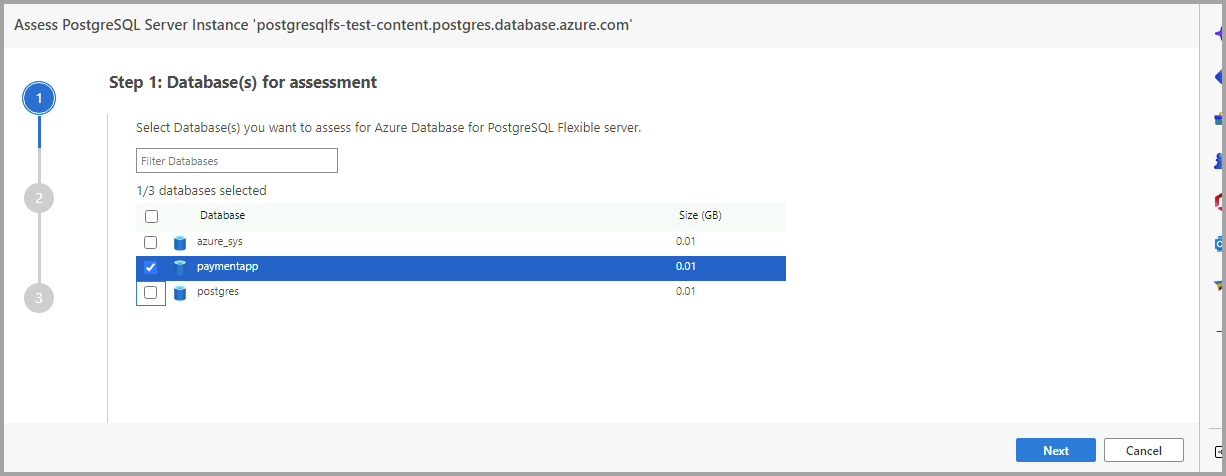 Assess PostgreSQL Server Instance 'postgresqlfs-test-content.postgres.database.azure.com'
Step 1: Database(s) for assessment
1
Select Database(s) you want to assess for Azure Database for PostgreSQL Flexible server.
Filter Databases
1/3 databases selected
2
Database Size (GB)
azure_sys 0.01
paymentapp 0.01
postgres 0.01
3
Next Cancel